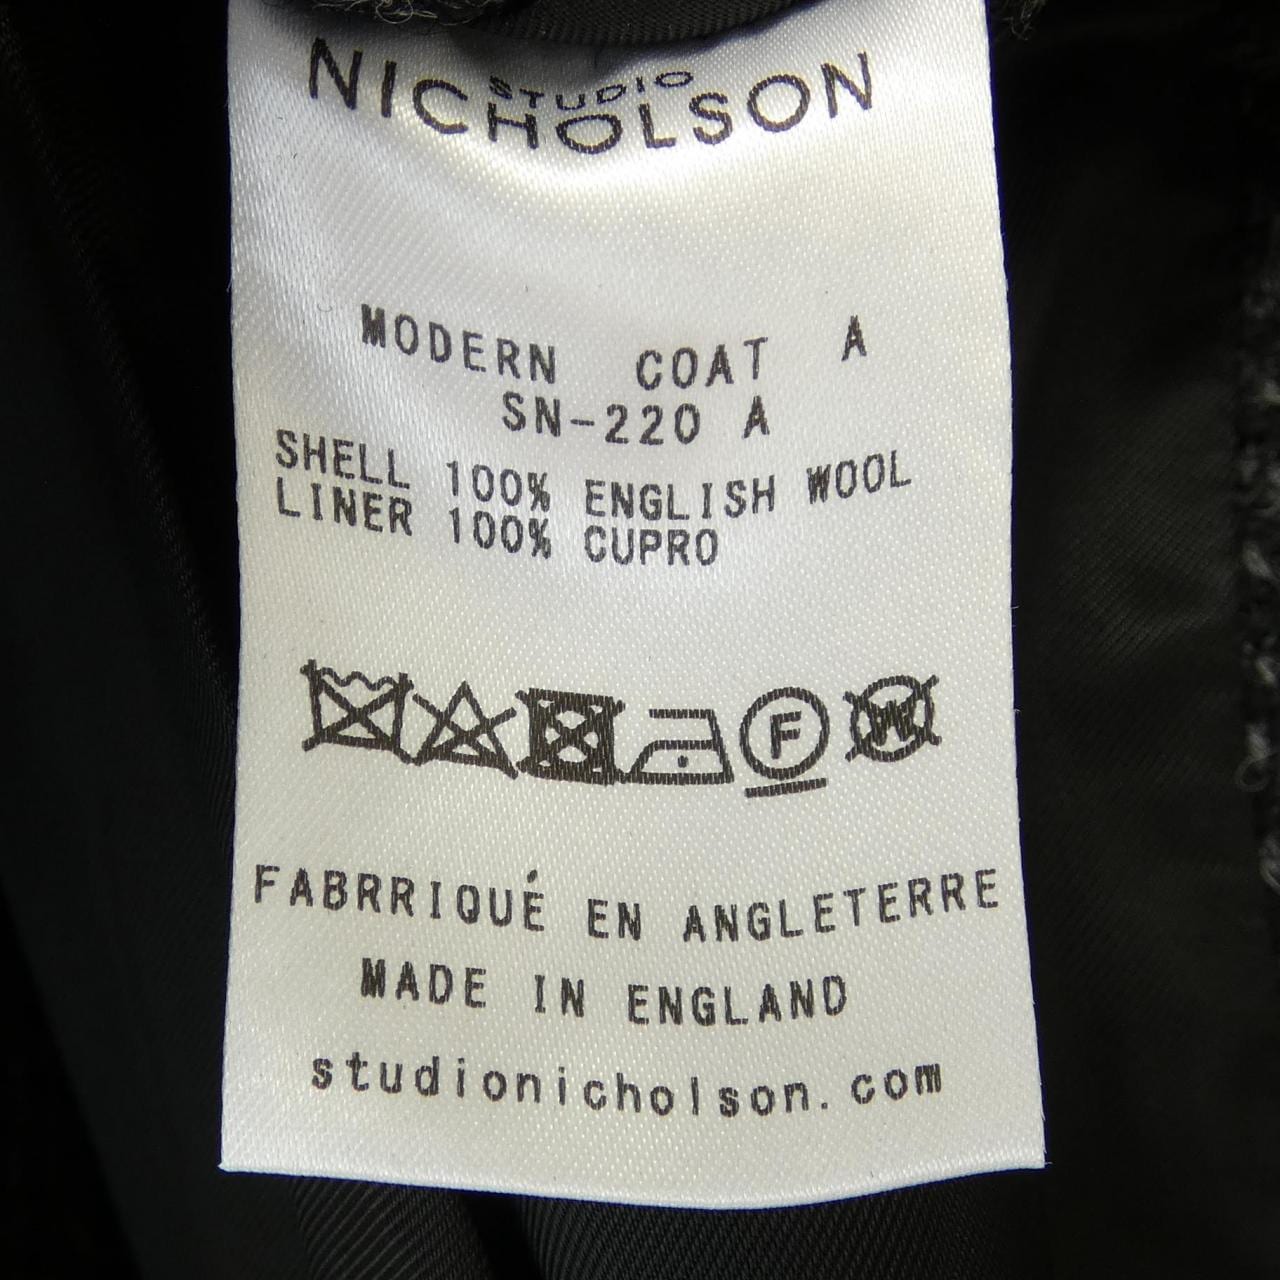 STUDIO
NICHOLSON
MODERN COAT A
SN-220 A
SHELL 100% ENGLISH WOOL
LINER 100% CUPRO
F W
FABRRIQUÉ EN ANGLETERRE
MADE IN ENGLAND
studionicholson.com